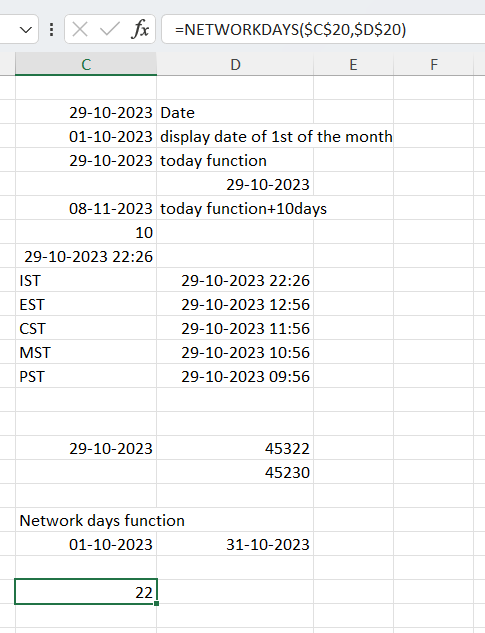 fx =NETWORKDAYS($C$20,$D$20)
C D E F
29-10-2023 Date
01-10-2023 display date of 1st of the month
29-10-2023 today function
29-10-2023
08-11-2023 today function+10days
10
29-10-2023 22:26
IST 29-10-2023 22:26
EST 29-10-2023 12:56
CST 29-10-2023 11:56
MST 29-10-2023 10:56
PST 29-10-2023 09:56
29-10-2023 45322
45230
Network days function
01-10-2023 31-10-2023
22